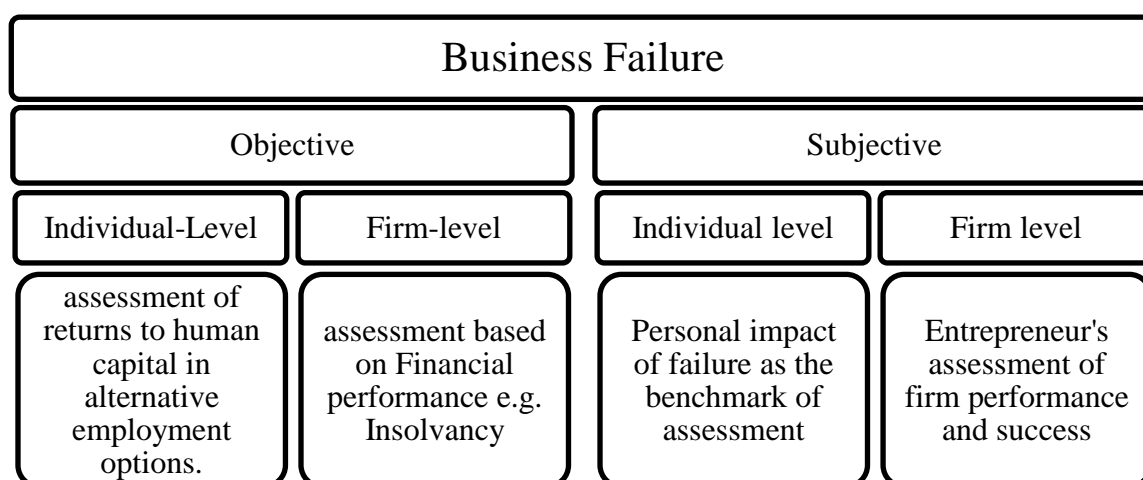 Business Failure
Objective
Subjective
Individual-Level
Firm-level
Individual level
Firm level
assessment of
returns to human
capital in
alternative
employment
options.
assessment based
on Financial
performance e.g.
Insolvancy
Personal impact
of failure as the
benchmark of
assessment
Entrepreneur's
assessment of
firm performance
and success